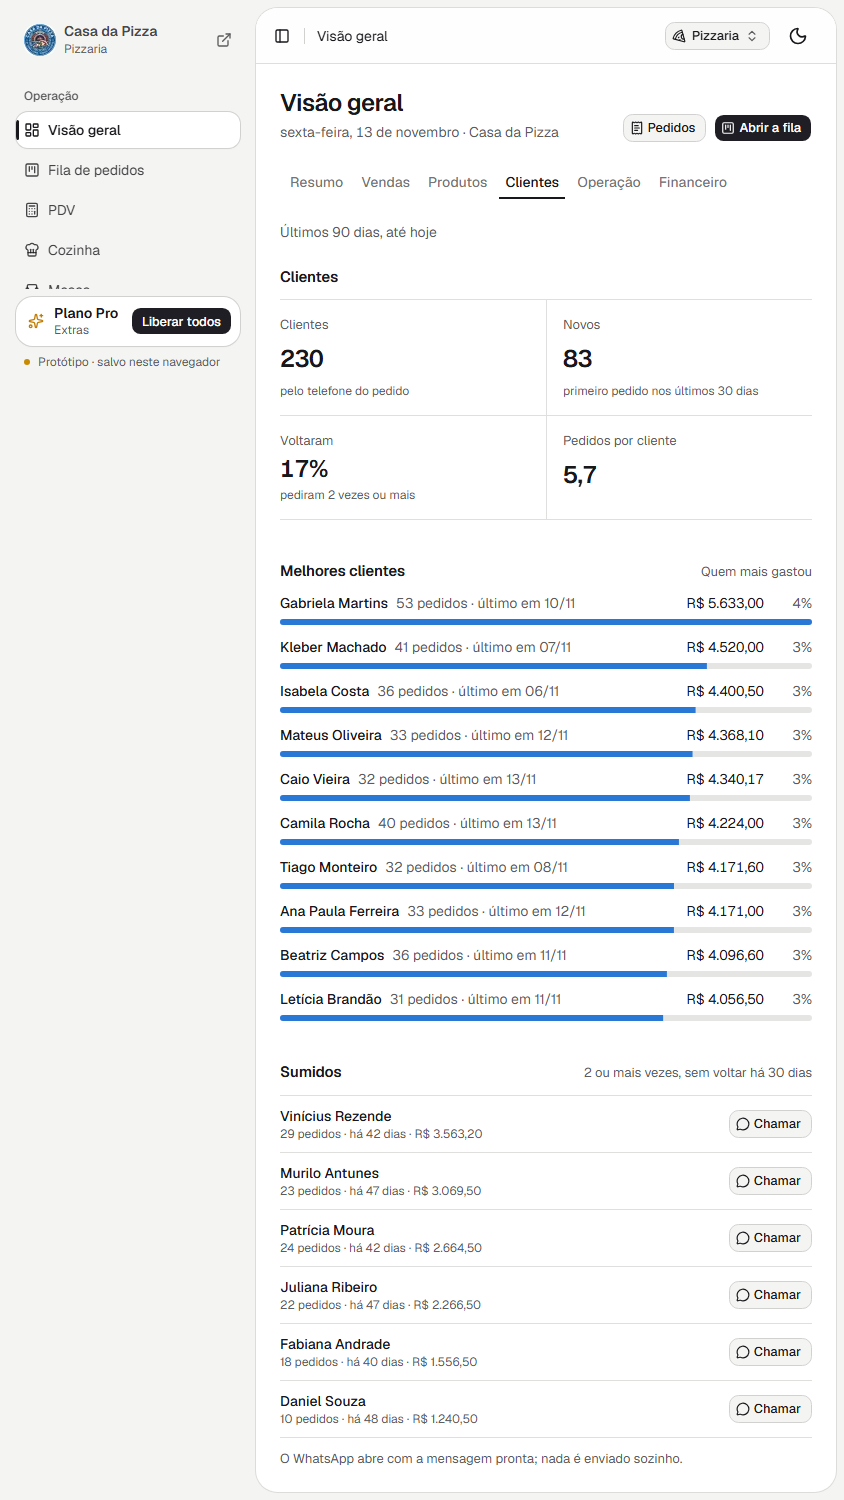 Casa da Pizza
Pizzaria
Operação
Visão geral
Fila de pedidos
PDV
Cozinha
Plano Pro
Extras
Liberar todos
Protótipo · salvo neste navegador
Visão geral
Pizzaria
Visão geral
sexta-feira, 13 de novembro · Casa da Pizza
Pedidos
Abrir a fila
Resumo Vendas Produtos Clientes Operação Financeiro
Últimos 90 dias, até hoje
Clientes
Clientes
230
pelo telefone do pedido
Novos
83
primeiro pedido nos últimos 30 dias
Voltaram
17%
pediram 2 vezes ou mais
Pedidos por cliente
5,7
Melhores clientes Quem mais gastou
Gabriela Martins 53 pedidos · último em 10/11 R$ 5.633,00 4%
Kleber Machado 41 pedidos · último em 07/11 R$ 4.520,00 3%
Isabela Costa 36 pedidos · último em 06/11 R$ 4.400,50 3%
Mateus Oliveira 33 pedidos · último em 12/11 R$ 4.368,10 3%
Caio Vieira 32 pedidos · último em 13/11 R$ 4.340,17 3%
Camila Rocha 40 pedidos · último em 13/11 R$ 4.224,00 3%
Tiago Monteiro 32 pedidos · último em 08/11 R$ 4.171,60 3%
Ana Paula Ferreira 33 pedidos · último em 12/11 R$ 4.171,00 3%
Beatriz Campos 36 pedidos · último em 11/11 R$ 4.096,60 3%
Letícia Brandão 31 pedidos · último em 11/11 R$ 4.056,50 3%
Sumidos 2 ou mais vezes, sem voltar há 30 dias
Vinícius Rezende
29 pedidos · há 42 dias · R$ 3.563,20
Chamar
Murilo Antunes
23 pedidos · há 47 dias · R$ 3.069,50
Chamar
Patrícia Moura
24 pedidos · há 42 dias · R$ 2.664,50
Chamar
Juliana Ribeiro
22 pedidos · há 47 dias · R$ 2.266,50
Chamar
Fabiana Andrade
18 pedidos · há 40 dias · R$ 1.556,50
Chamar
Daniel Souza
10 pedidos · há 48 dias · R$ 1.240,50
Chamar
O WhatsApp abre com a mensagem pronta; nada é enviado sozinho.